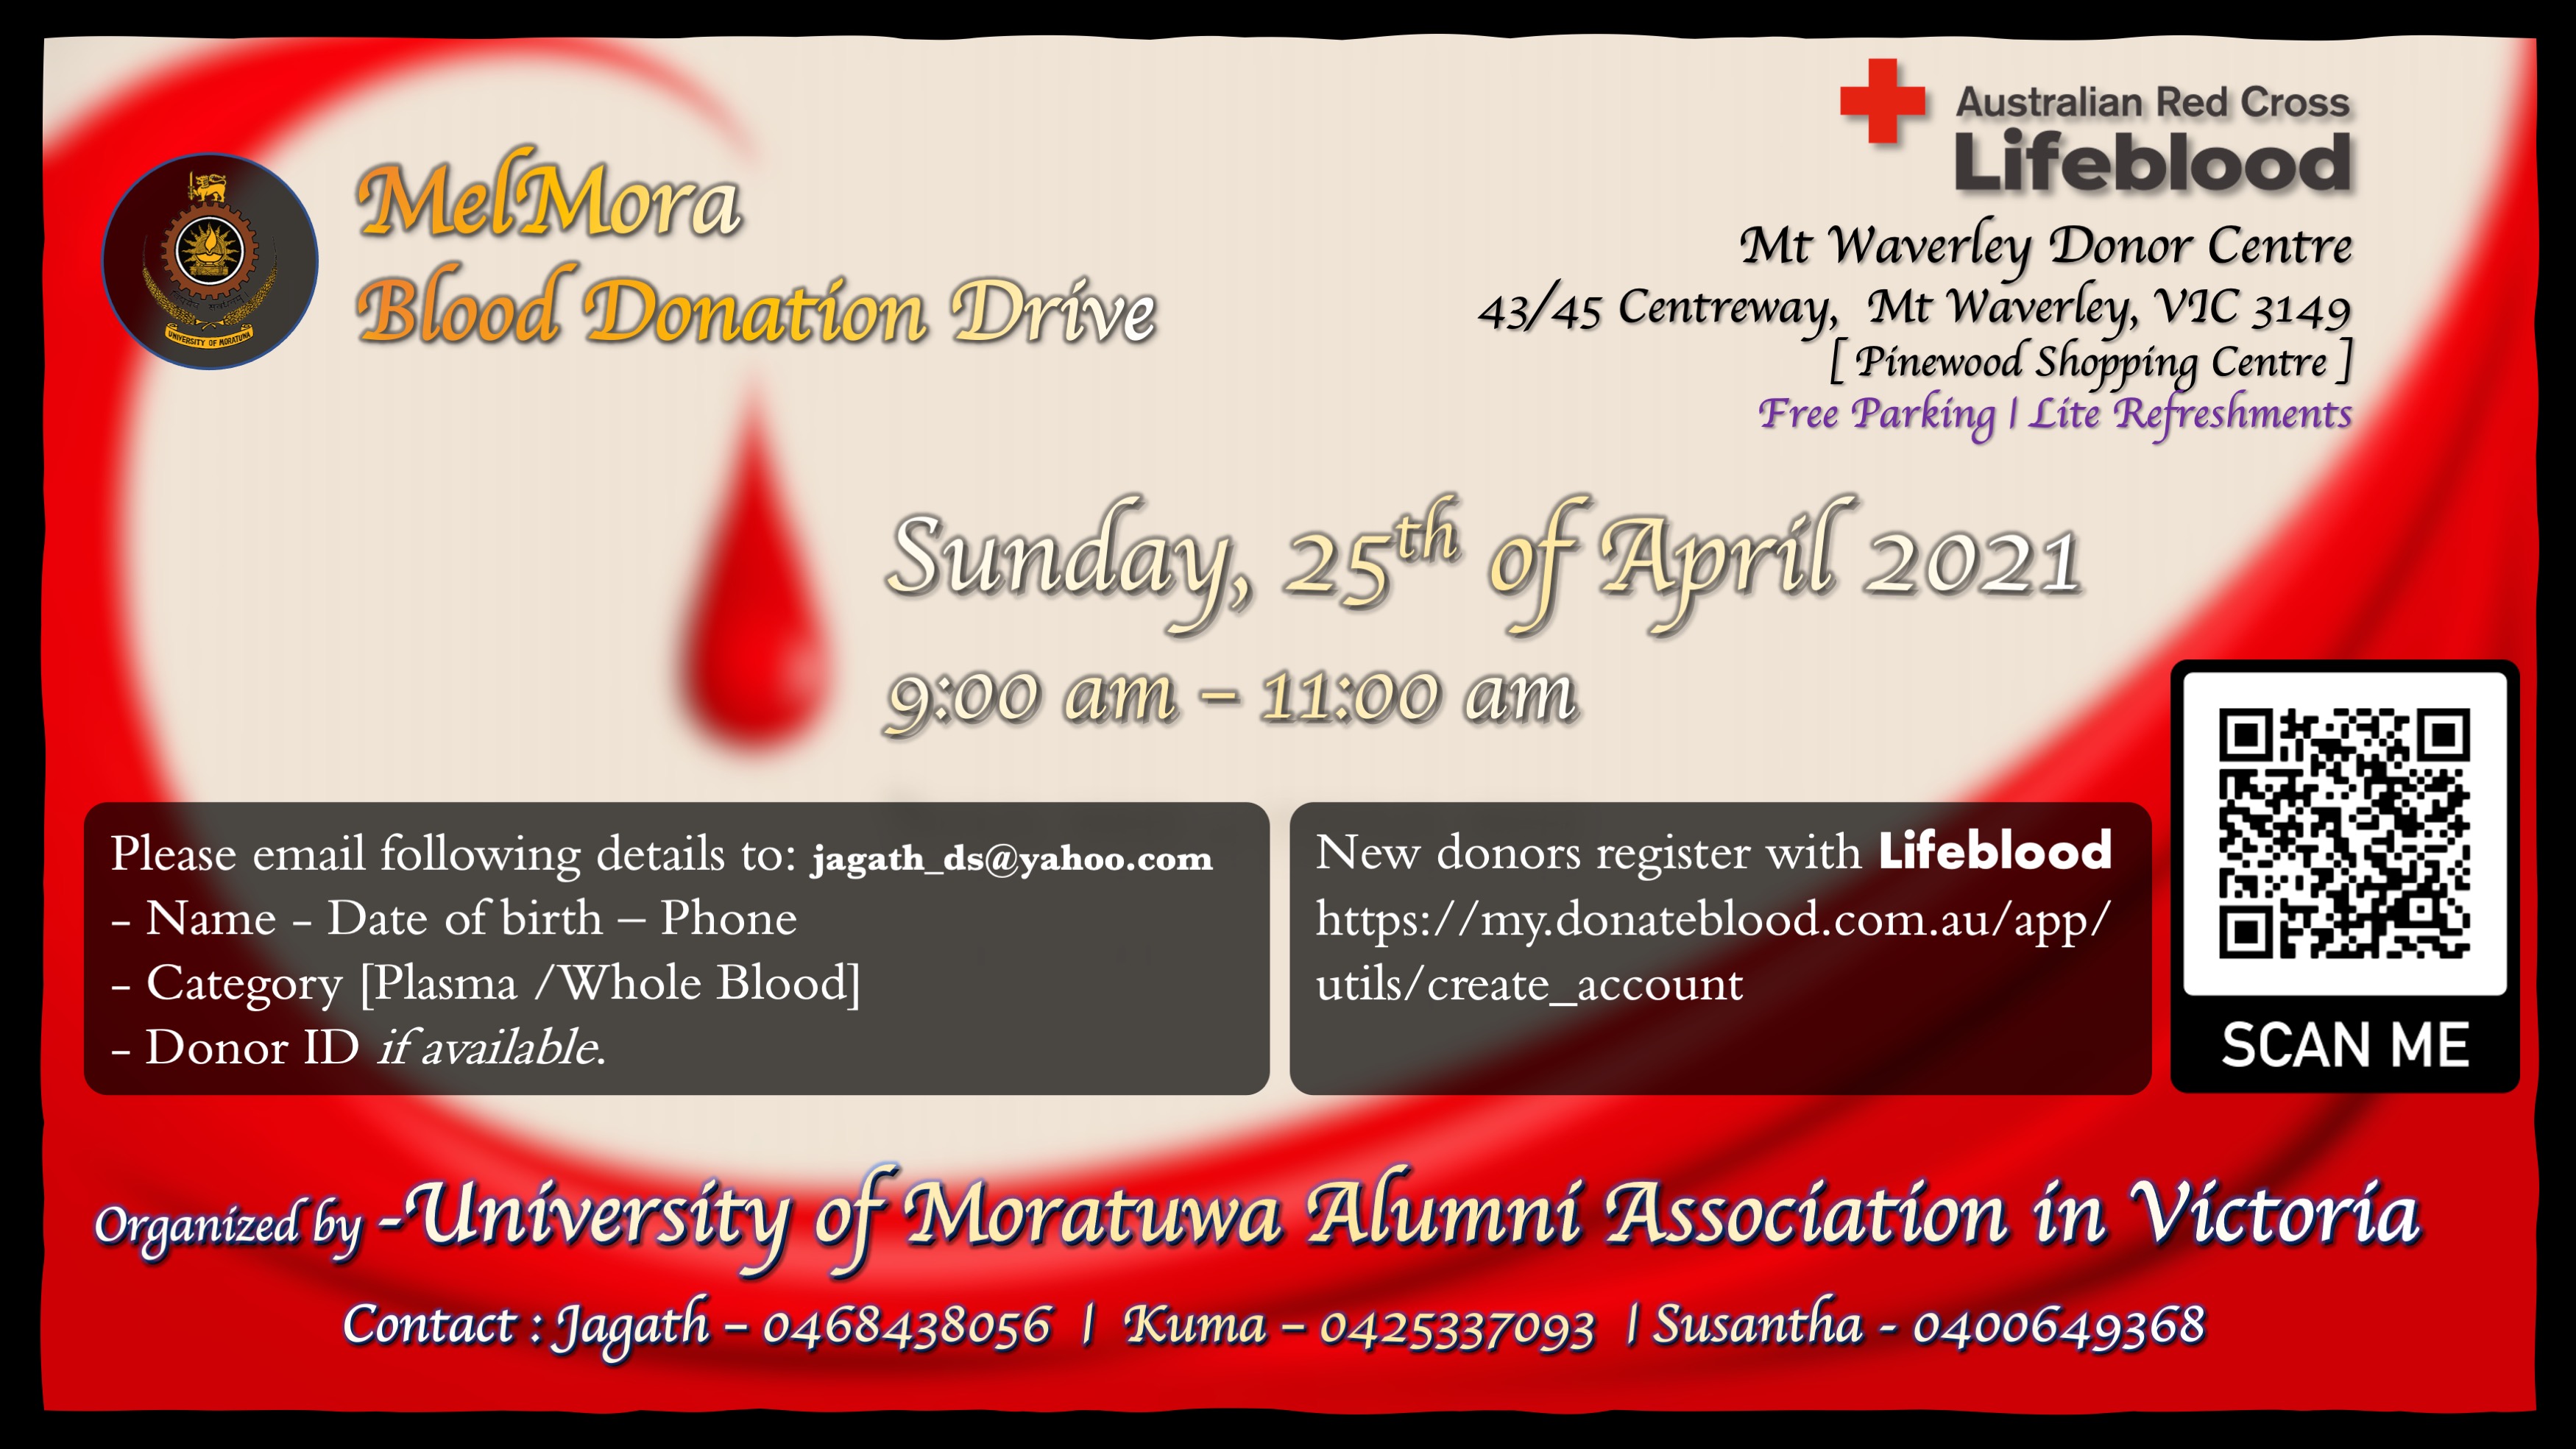 MelMora
Blood Donation Drive
UNIVERSITY OF MORATUWA
Australian Red Cross
Lifeblood
Mt Waverley Donor Centre
43/45 Centreway, Mt Waverley, VIC 3149
[ Pinewood Shopping Centre ]
Free Parking | Lite Refreshments
Sunday, 25th of April 2021
9:00 am – 11:00 am
Please email following details to: jagath_ds@yahoo.com
- Name - Date of birth – Phone
- Category [Plasma /Whole Blood]
- Donor ID if available.
New donors register with Lifeblood
https://my.donateblood.com.au/app/
utils/create_account
SCAN ME
Organized by -University of Moratuwa Alumni Association in Victoria
Contact : Jagath – 0468438056 | Kuma – 0425337093 | Susantha - 0400649368